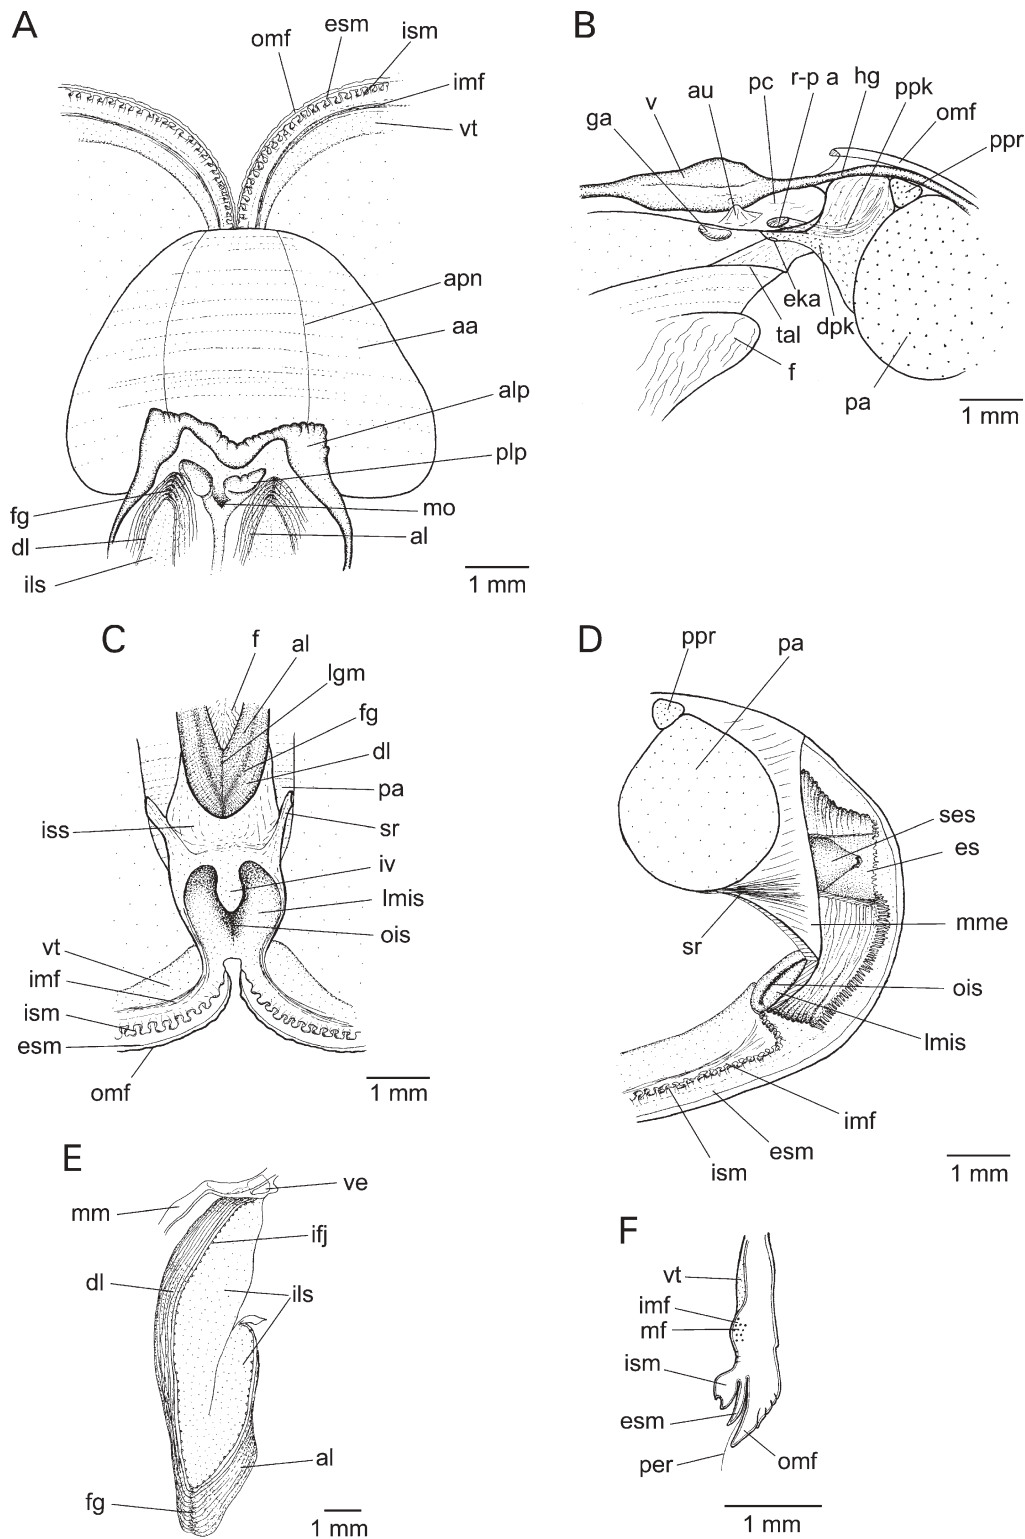 A
omf
esm
ism
imf
vt
apn
aa
alp
plp
mo
al
fg
dl
ils
1 mm
B
ga
v
au
pc
r-p a
hg
ppk
omf
ppr
eka
tal
dpk
f
pa
1 mm
C
f
al
lgm
fg
dl
pa
sr
iss
iv
lmis
ois
vt
imf
ism
esm
omf
1 mm
D
ppr
pa
ses
es
mme
sr
ois
lmis
imf
esm
ism
1 mm
E
ve
mm
ifj
dl
ils
al
fg
1 mm
F
vt
imf
mf
ism
esm
per
omf
1 mm